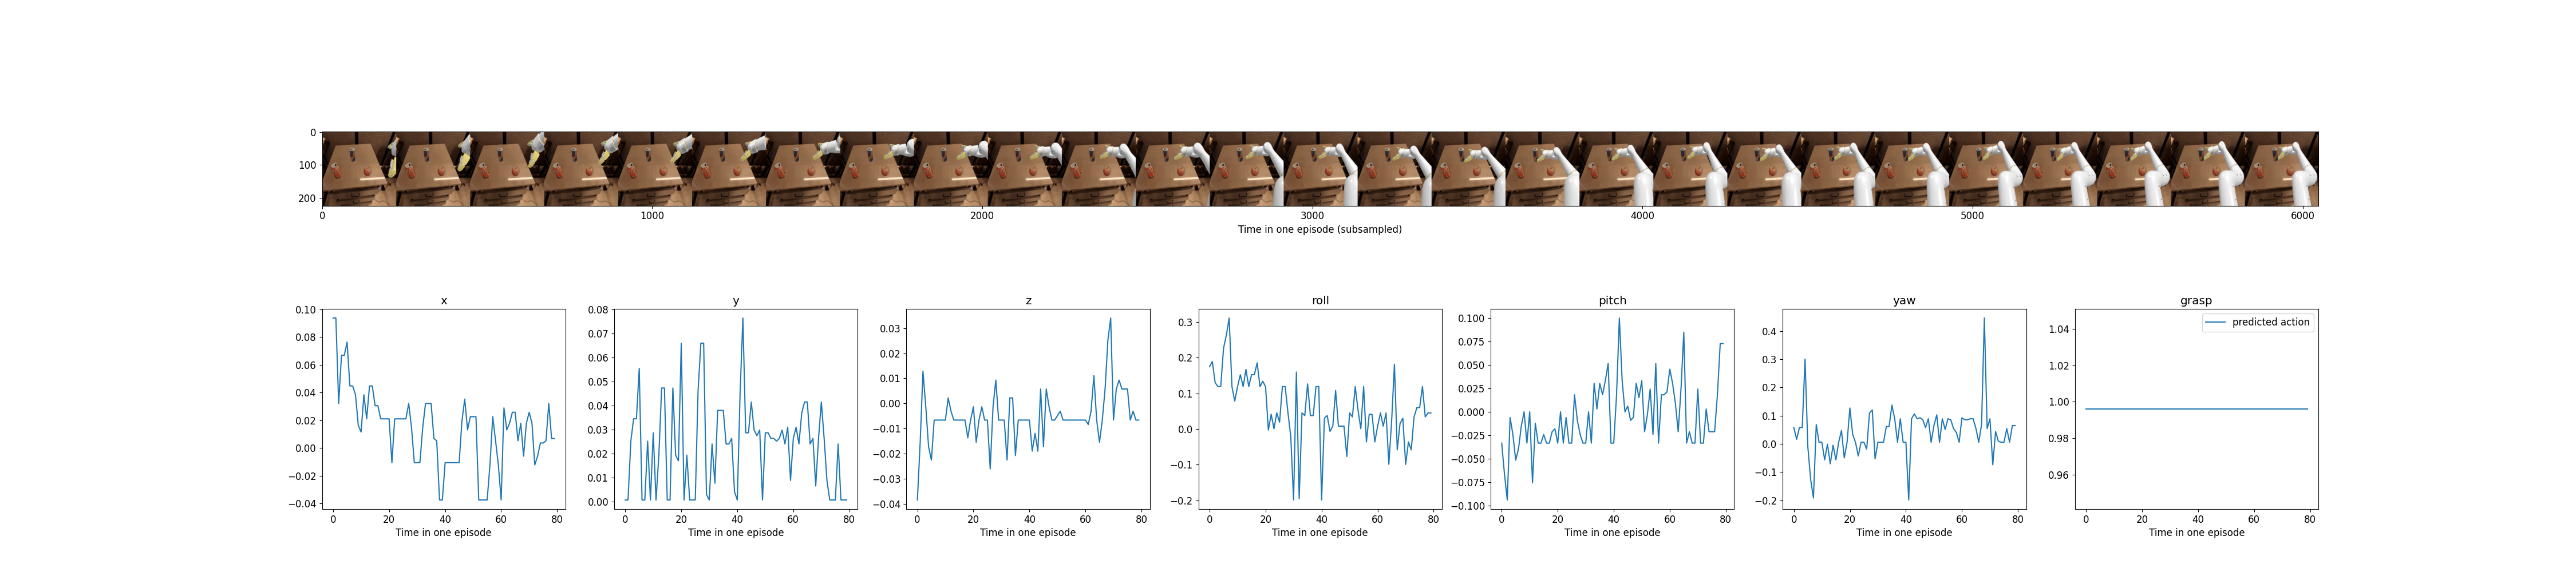 0
100
200
0 1000 2000 3000 4000 5000 6000
Time in one episode (subsampled)
x
0.10
0.08
0.06
0.04
0.02
0.00
−0.02
−0.04
0 20 40 60 80
Time in one episode
y
0.08
0.07
0.06
0.05
0.04
0.03
0.02
0.01
0.00
0 20 40 60 80
Time in one episode
z
0.03
0.02
0.01
0.00
−0.01
−0.02
−0.03
−0.04
0 20 40 60 80
Time in one episode
roll
0.3
0.2
0.1
0.0
−0.1
−0.2
0 20 40 60 80
Time in one episode
pitch
0.100
0.075
0.050
0.025
0.000
−0.025
−0.050
−0.075
−0.100
0 20 40 60 80
Time in one episode
yaw
0.4
0.3
0.2
0.1
0.0
−0.1
−0.2
0 20 40 60 80
Time in one episode
grasp
predicted action
1.04
1.02
1.00
0.98
0.96
0 20 40 60 80
Time in one episode